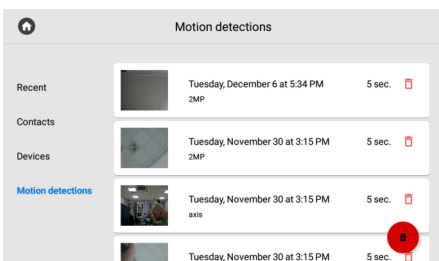 Motion detections
Recent
Contacts
Devices
Motion detections
Tuesday, December 6 at 5:34 PM
5 sec.
2MP
Tuesday, November 30 at 3:15 PM
5 sec.
2MP
Tuesday, November 30 at 3:15 PM
5 sec.
axis
Tuesday, November 30 at 3:15 PM
5 sec.